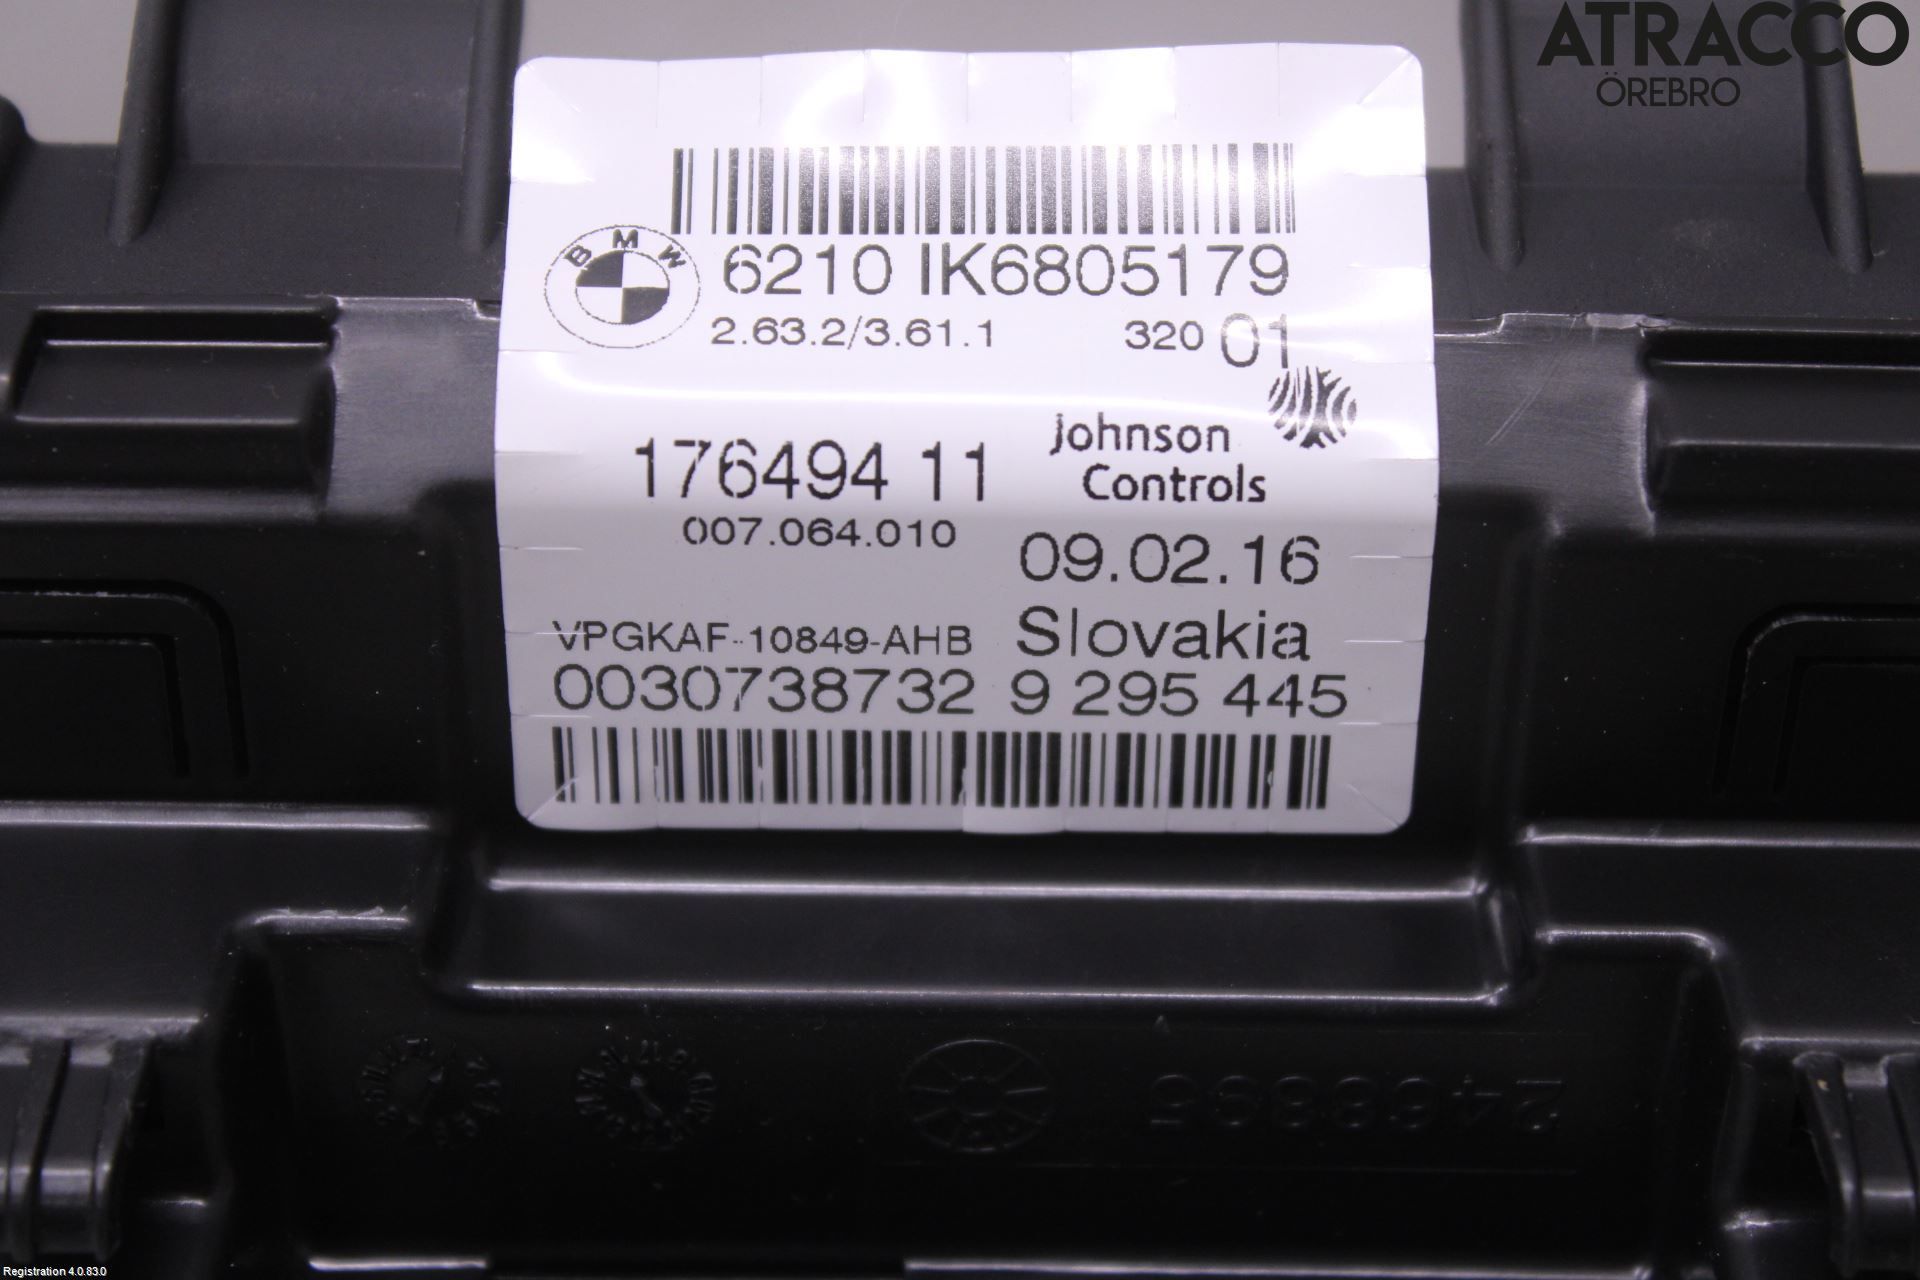 ATRACCO
ÖREBRO
BMW
6210 IK6805179
2.63.2/3.61.1 320 01
Johnson
Controls
176494 11
007.064.010
09.02.16
VPGKAF-10849-AHB Slovakia
0030738732 9 295 445
Registration 4.0.83.0